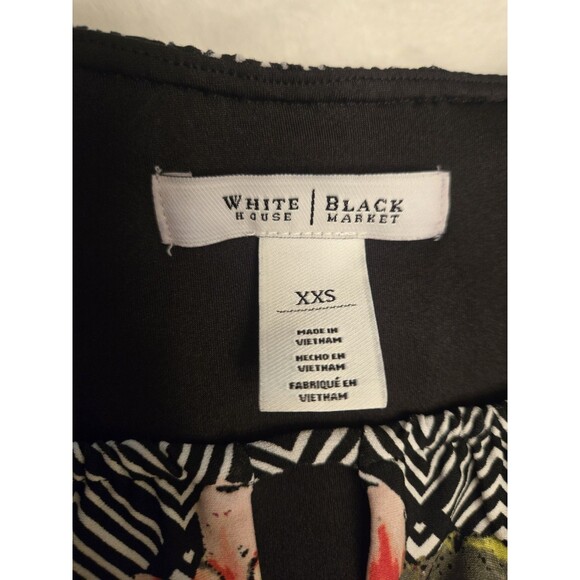 WHITE | BLACK
HOUSE | MARKET
XXS
MADE IN
VIETNAM
HECHO EN
VIETNAM
FABRIQUÉ EN
VIETNAM